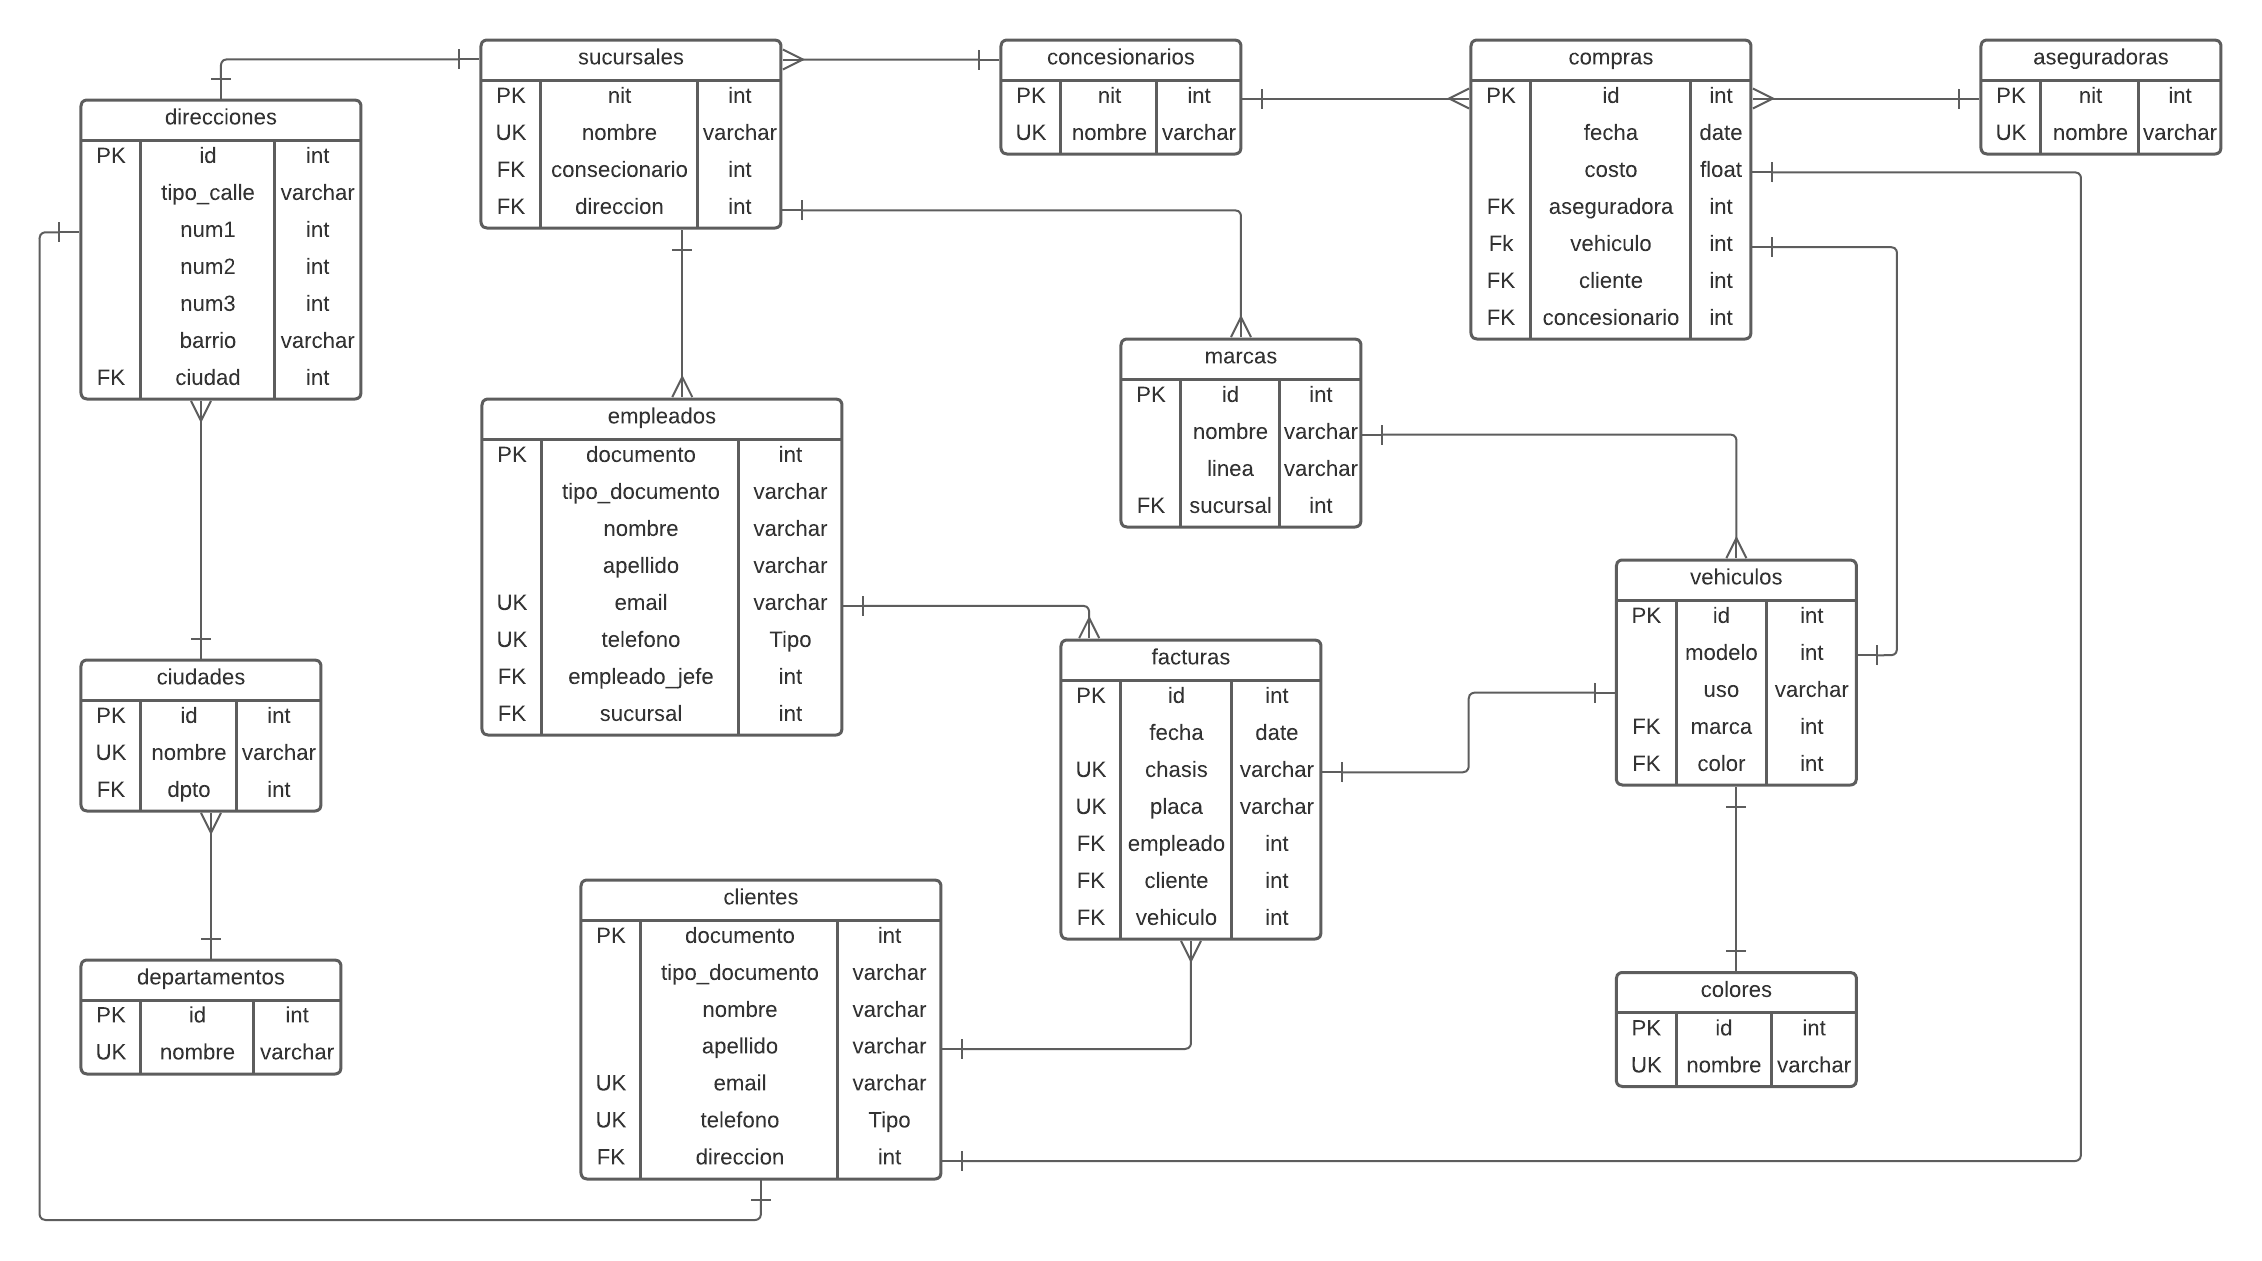 sucursales
PK nit int
UK nombre varchar
FK consecionario int
FK direccion int
concesionarios
PK nit int
UK nombre varchar
compras
PK id int
fecha date
costo float
FK aseguradora int
Fk vehiculo int
FK cliente int
FK concesionario int
aseguradoras
PK nit int
UK nombre varchar
direcciones
PK id int
tipo_calle varchar
num1 int
num2 int
num3 int
barrio varchar
FK ciudad int
marcas
PK id int
nombre varchar
linea varchar
FK sucursal int
empleados
PK documento int
tipo_documento varchar
nombre varchar
apellido varchar
UK email varchar
UK telefono Tipo
FK empleado_jefe int
FK sucursal int
vehiculos
PK id int
modelo int
uso varchar
FK marca int
FK color int
facturas
PK id int
fecha date
UK chasis varchar
UK placa varchar
FK empleado int
FK cliente int
FK vehiculo int
ciudades
PK id int
UK nombre varchar
FK dpto int
clientes
PK documento int
tipo_documento varchar
nombre varchar
apellido varchar
UK email varchar
UK telefono Tipo
FK direccion int
departamentos
PK id int
UK nombre varchar
colores
PK id int
UK nombre varchar